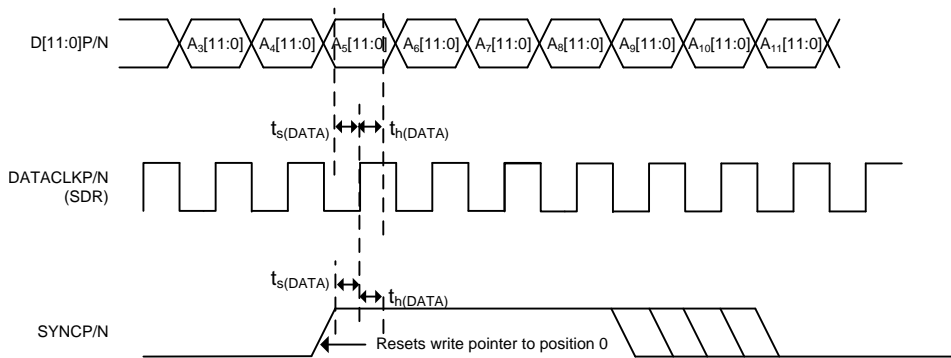 D[11:0]P/N
A3[11:0] A4[11:0] A5[11:0] A6[11:0] A7[11:0] A8[11:0] A9[11:0] A10[11:0] A11[11:0]
ts(DATA) th(DATA)
DATACLKP/N
(SDR)
ts(DATA) th(DATA)
SYNCP/N
Resets write pointer to position 0